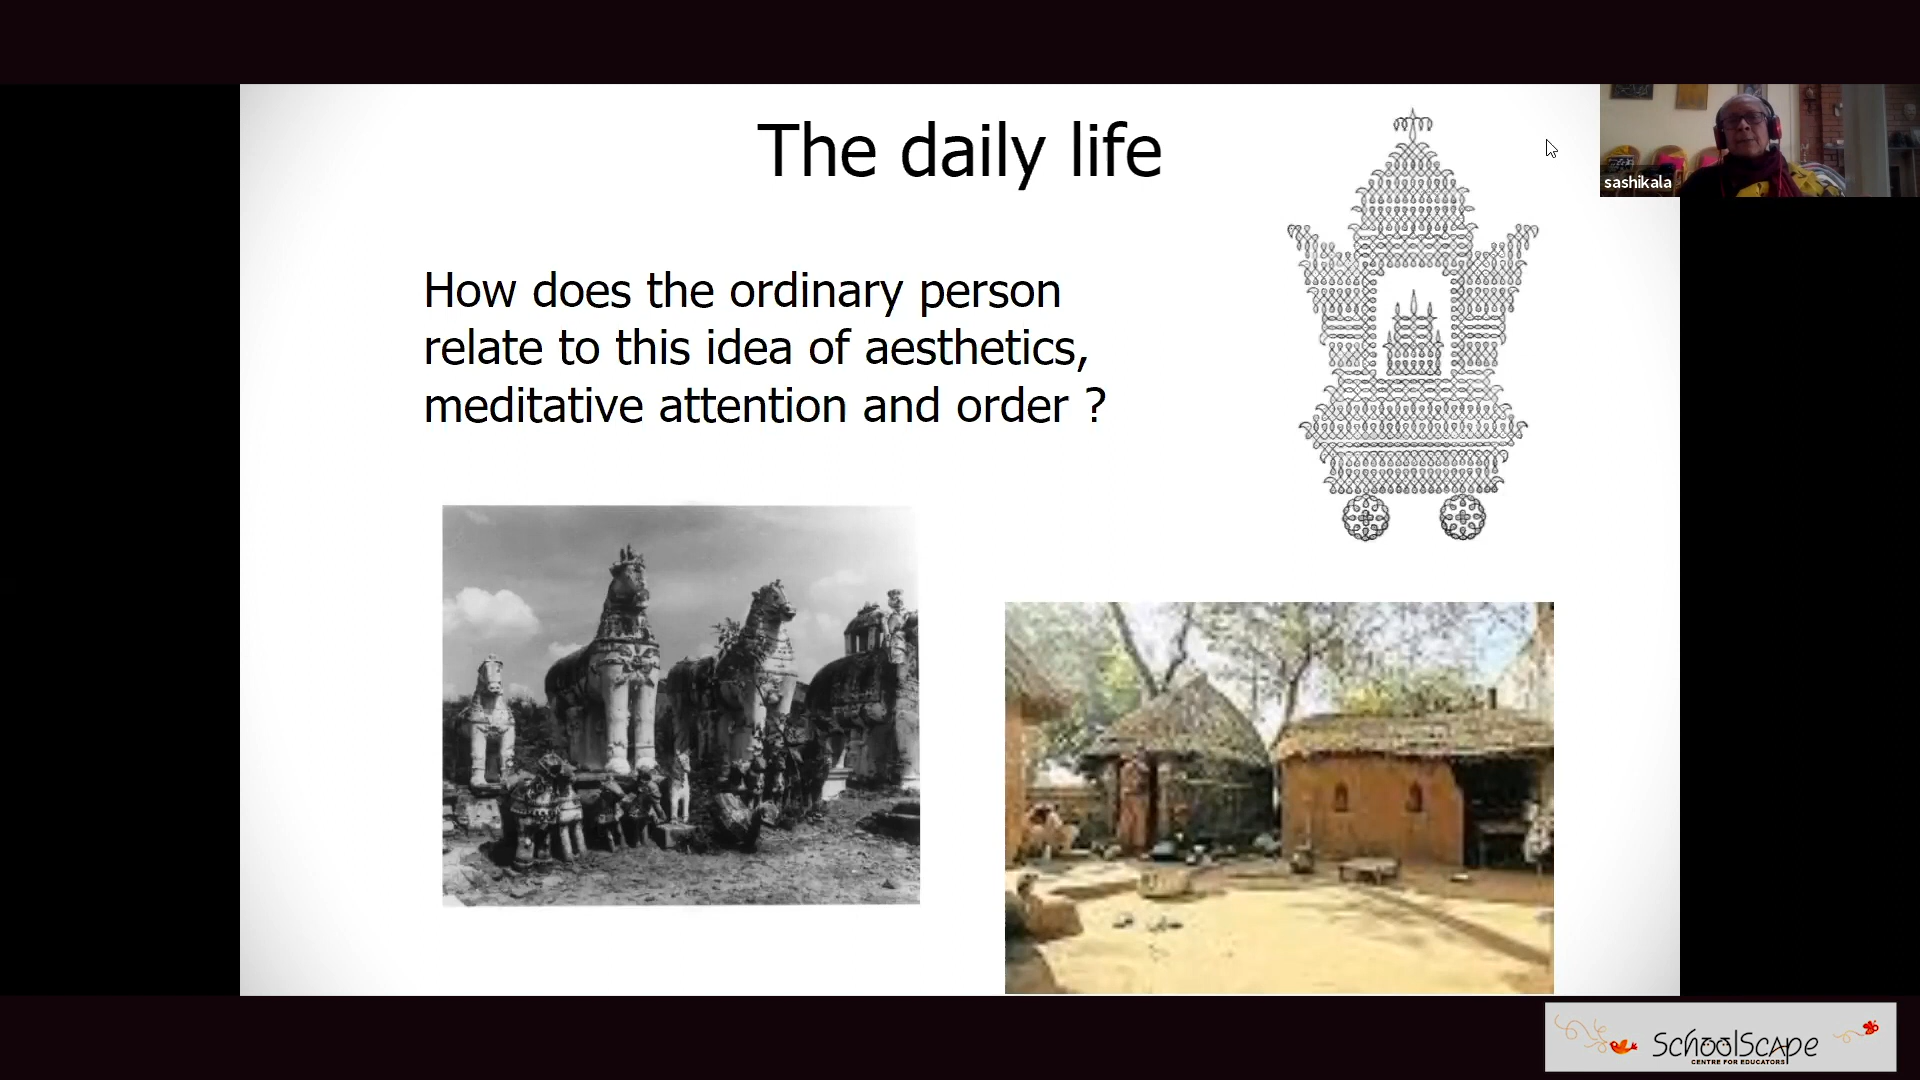 The daily life
How does the ordinary person
relate to this idea of aesthetics,
meditative attention and order ?
sashikala
SchoolScape
CENTRE FOR EDUCATORS